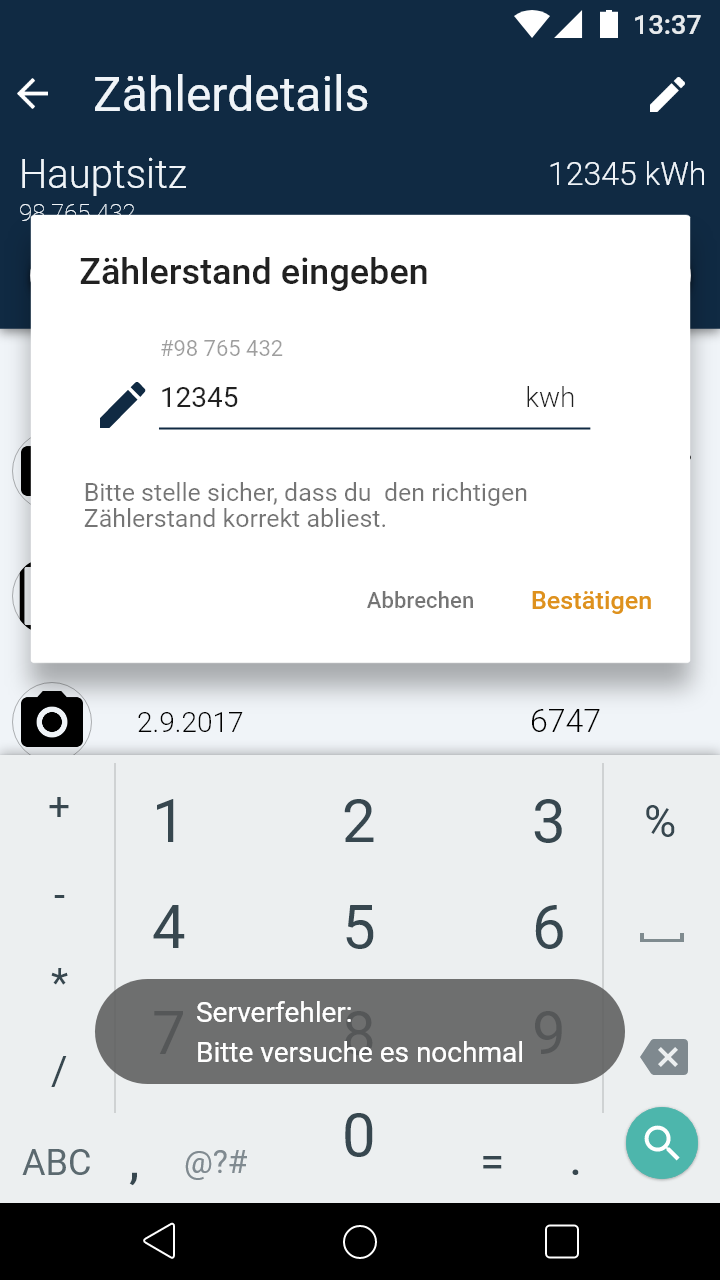 13:37
Zählerdetails
Hauptsitz 12345 kWh
98 765 432
Zählerstand eingeben
#98 765 432
12345 kwh
Bitte stelle sicher, dass du  den richtigen
Zählerstand korrekt abliest.
Abbrechen Bestätigen
2.9.2017 6747
+ 1 2 3 %
- 4 5 6
* 7 8 9
Serverfehler:
Bitte versuche es nochmal
/
0
ABC , @?# = .